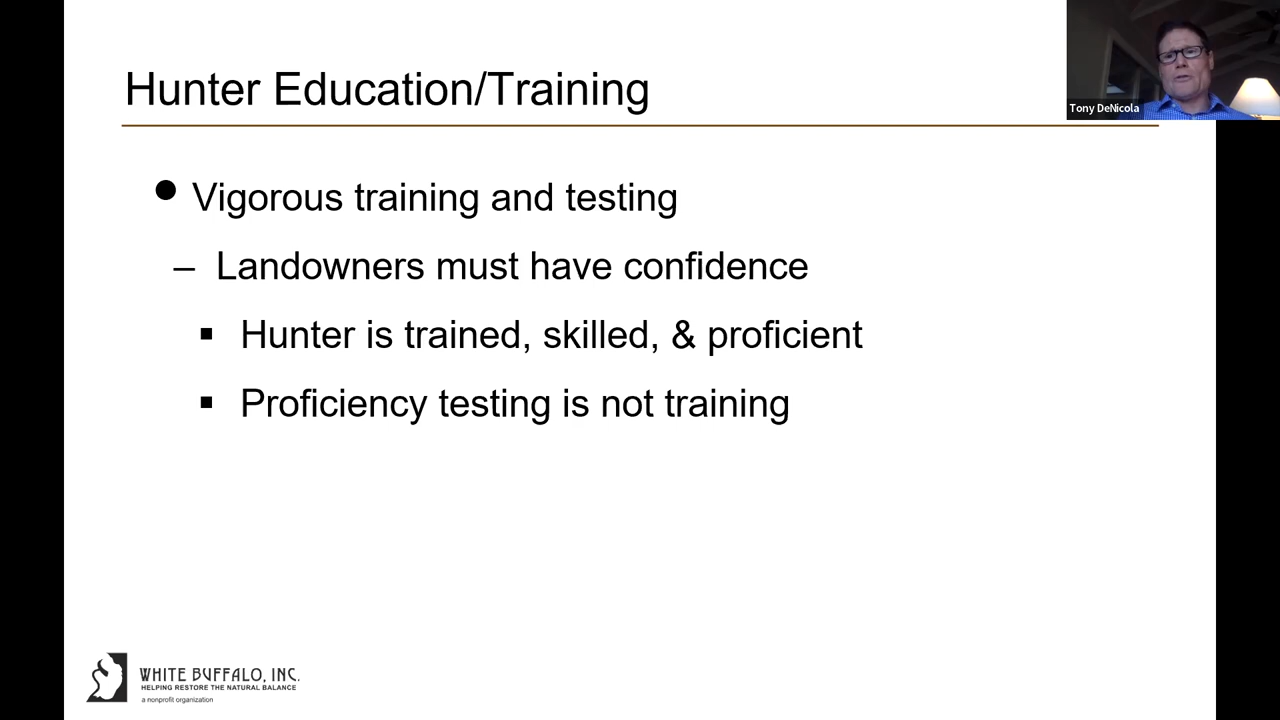 Hunter Education/Training
Tony DeNicola
● Vigorous training and testing
– Landowners must have confidence
▪ Hunter is trained, skilled, & proficient
▪ Proficiency testing is not training
WHITE BUFFALO, INC.
HELPING RESTORE THE NATURAL BALANCE
a nonprofit organization